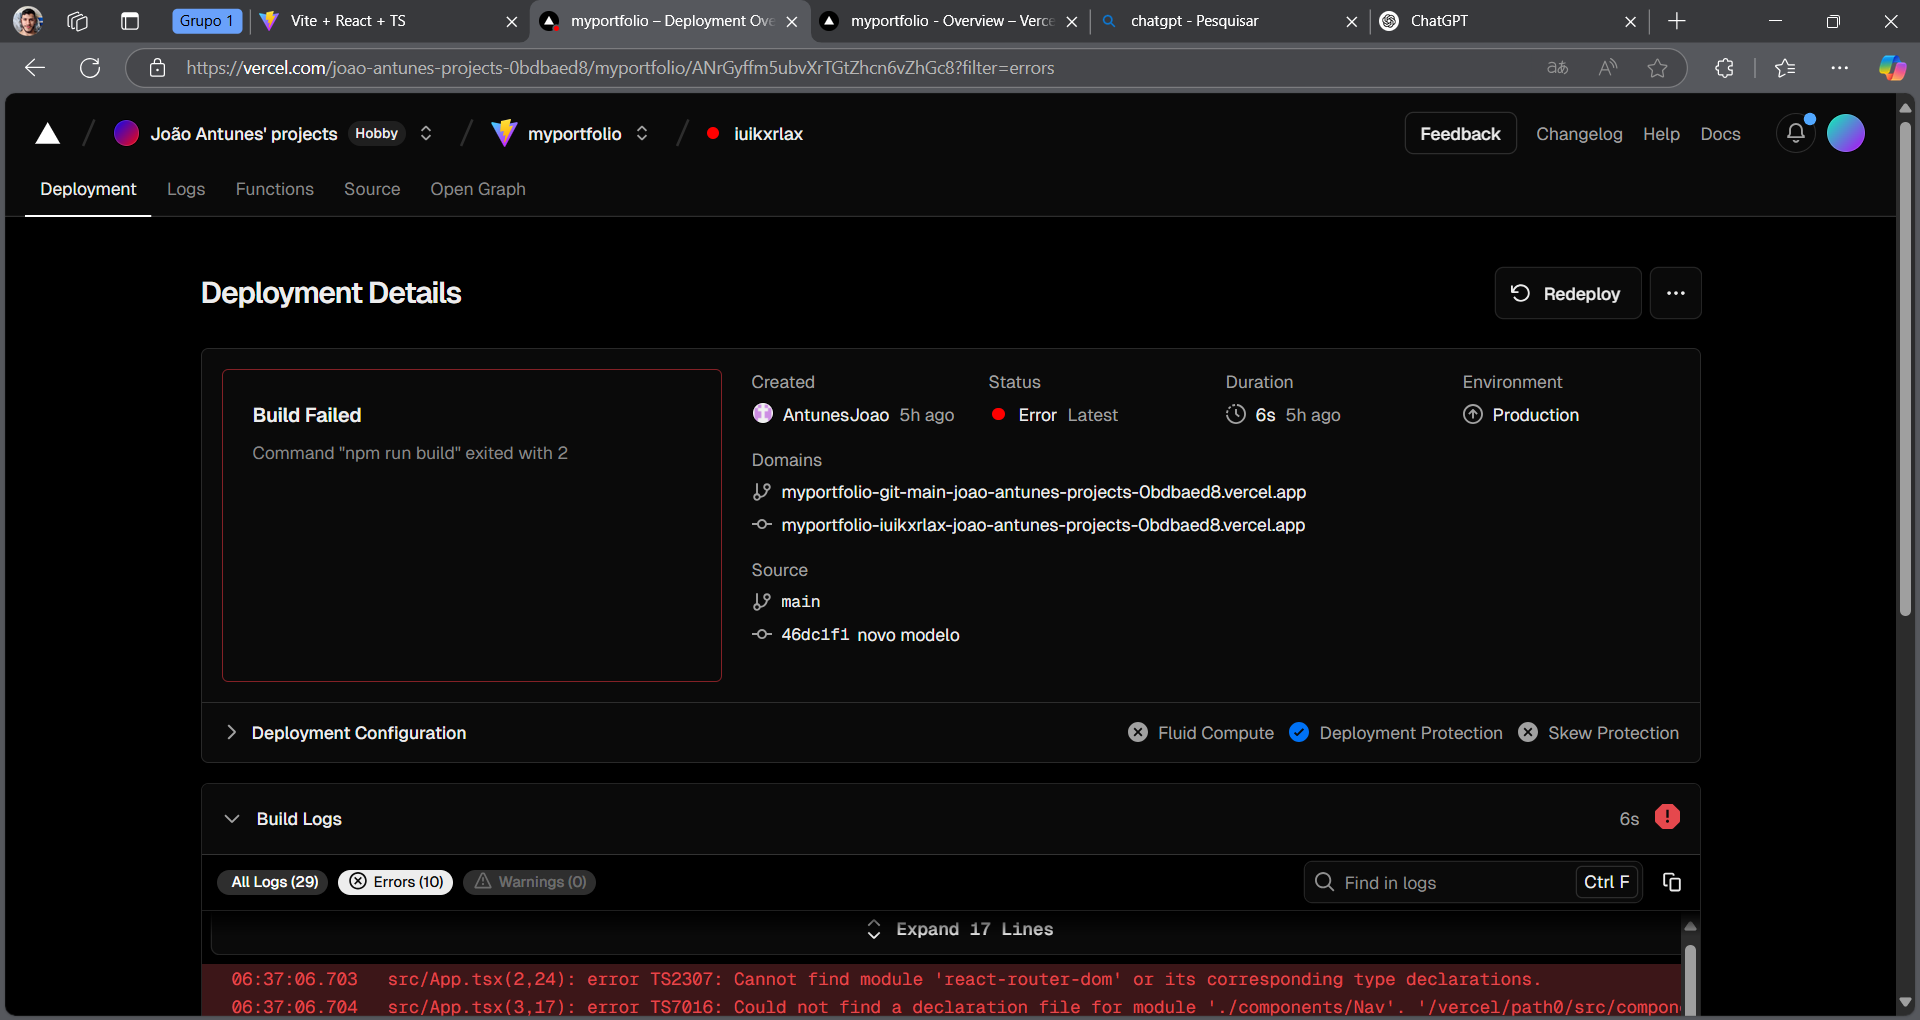 Grupo 1
Vite + React + TS
myportfolio – Deployment Ove
myportfolio - Overview – Verce
chatgpt - Pesquisar
ChatGPT
https://vercel.com/joao-antunes-projects-0bdbaed8/myportfolio/ANrGyffm5ubvXrTGtZhcn6vZhGc8?filter=errors
João Antunes' projects Hobby
myportfolio
iuikxrlax
Feedback
Changelog
Help
Docs
Deployment
Logs
Functions
Source
Open Graph
Deployment Details
Redeploy
Build Failed
Command "npm run build" exited with 2
Created
Status
Duration
Environment
AntunesJoao 5h ago
Error Latest
6s 5h ago
Production
Domains
myportfolio-git-main-joao-antunes-projects-0bdbaed8.vercel.app
myportfolio-iuikxrlax-joao-antunes-projects-0bdbaed8.vercel.app
Source
main
46dc1f1 novo modelo
Deployment Configuration
Fluid Compute
Deployment Protection
Skew Protection
Build Logs
6s
All Logs (29)
Errors (10)
Warnings (0)
Find in logs
Ctrl F
Expand 17 Lines
06:37:06.703 src/App.tsx(2,24): error TS2307: Cannot find module 'react-router-dom' or its corresponding type declarations.
06:37:06.704 src/App.tsx(3,17): error TS7016: Could not find a declaration file for module './components/Nav'. '/vercel/path0/src/compon